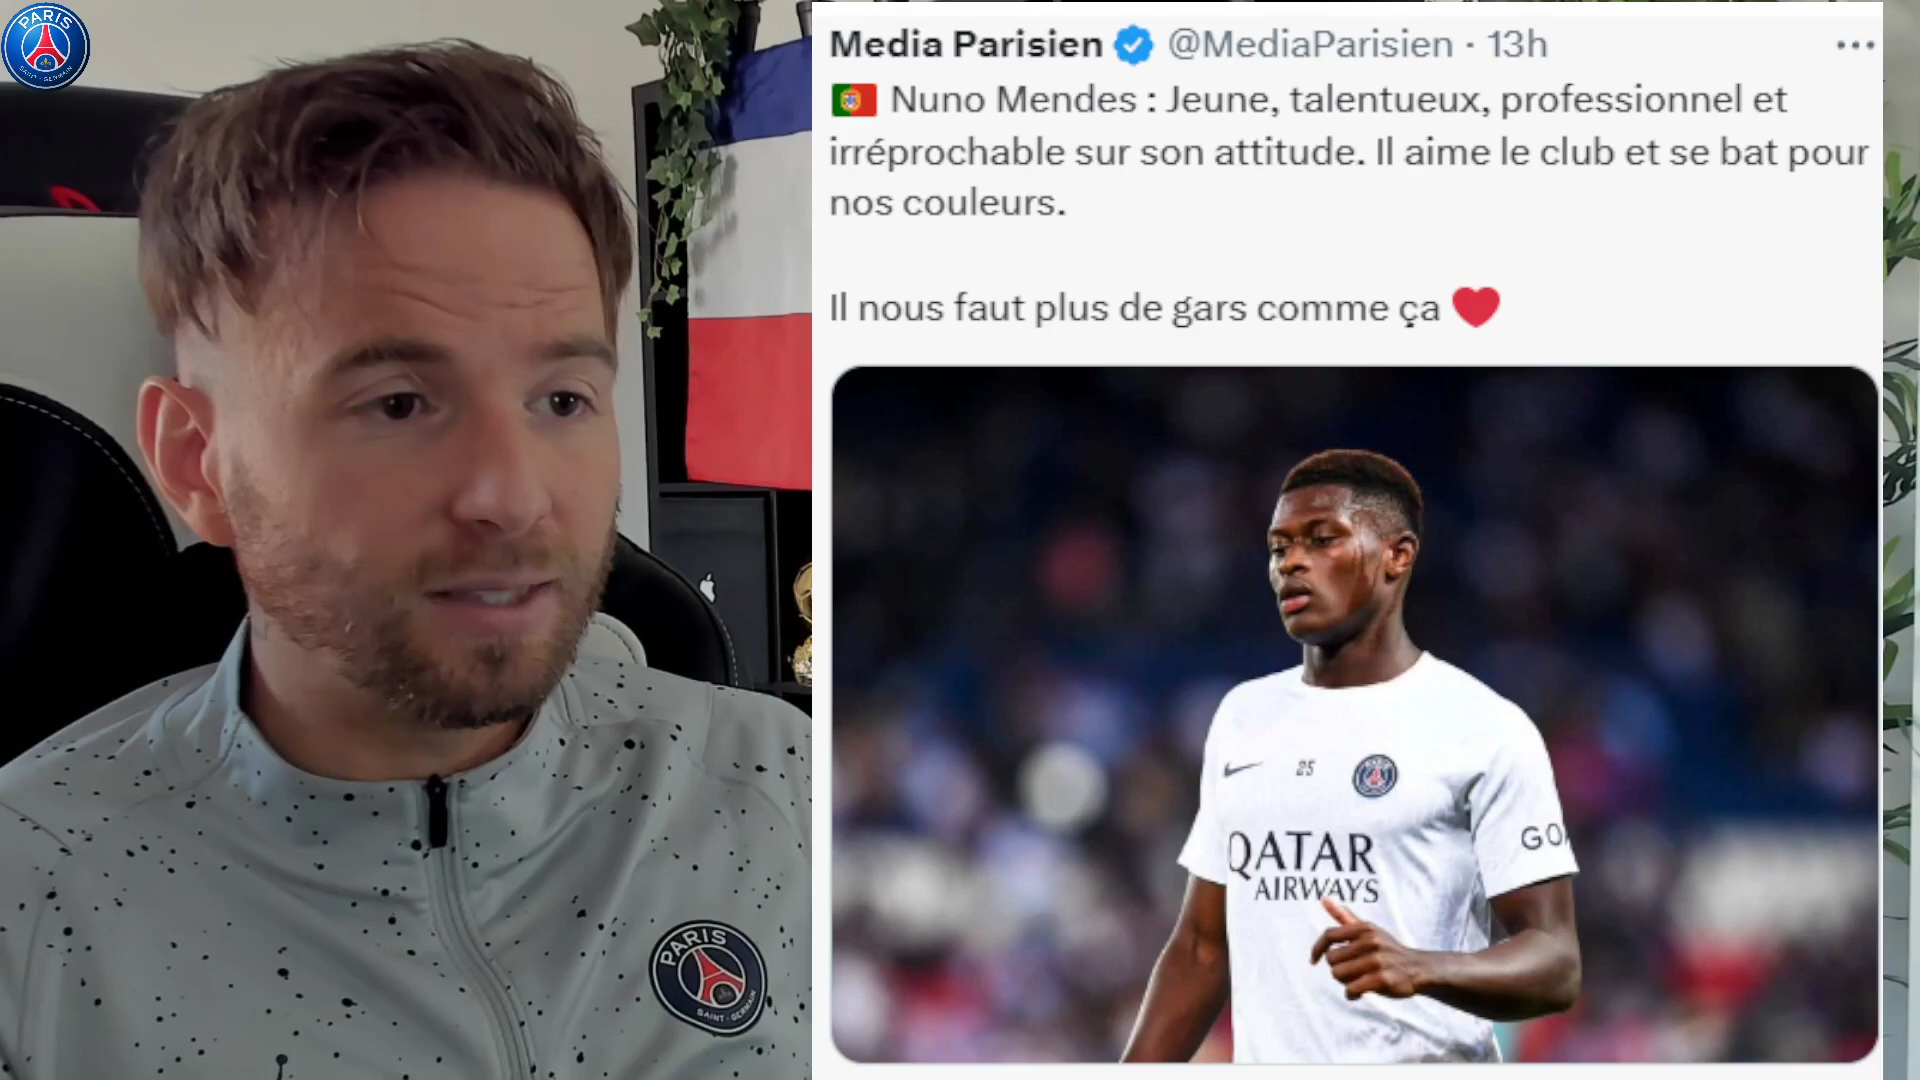 PARIS
SAINT-GERMAIN
Media Parisien @MediaParisien · 13h
Nuno Mendes : Jeune, talentueux, professionnel et
irréprochable sur son attitude. Il aime le club et se bat pour
nos couleurs.
Il nous faut plus de gars comme ça ❤️
25
QATAR
AIRWAYS
GO
PARIS
SAINT-GERMAIN